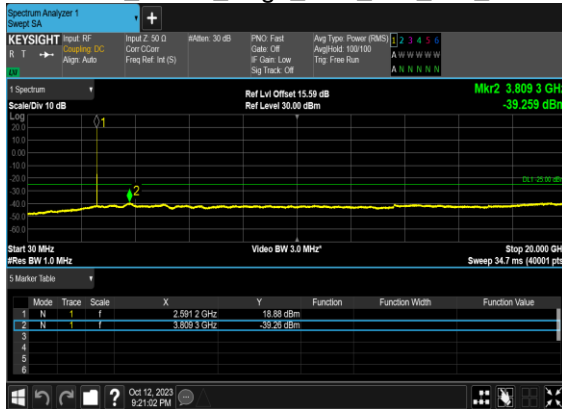 Spectrum Analyzer 1
Swept SA
+
KEYSIGHT Input: RF Input Z: 50 Ω #Atten: 30 dB PNO: Fast Avg Type: Power (RMS) 1 2 3 4 5 6
R T Coupling: DC Corr CCorr Gate: Off Avg|Hold: 100/100 A W W W W W
Align: Auto Freq Ref: Int (S) IF Gain: Low Trig: Free Run
Sig Track: Off A N N N N N
1 Spectrum Ref Lvl Offset 15.59 dB Mkr2 3.809 3 GHz
Scale/Div 10 dB Ref Level 30.00 dBm -39.259 dBm
Log
20.0
10.0
0.00
-10.0
-20.0
-30.0
-40.0
-50.0
-60.0
1
2
DL1 -25.00 dBm
Start 30 MHz Video BW 3.0 MHz* Stop 20.000 GH
#Res BW 1.0 MHz Sweep 34.7 ms (40001 pts
5 Marker Table
Mode Trace Scale X Y Function Function Width Function Value
1 N 1 f 2.591 2 GHz 18.88 dBm
2 N 1 f 3.809 3 GHz -39.26 dBm
3
4
5
6
? Oct 12, 2023
9:21:02 PM